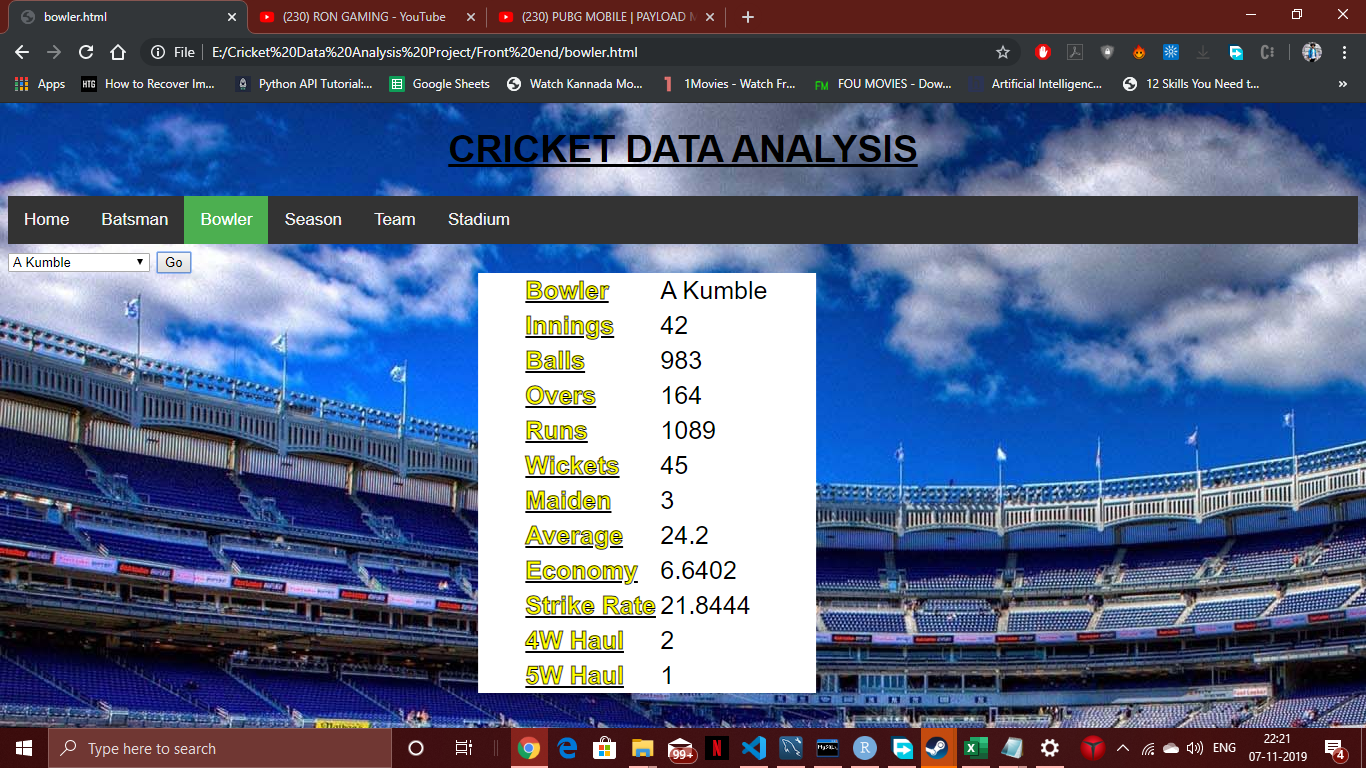 bowler.html
(230) RON GAMING - YouTube
(230) PUBG MOBILE | PAYLOAD M
File
E:/Cricket%20Data%20Analysis%20Project/Front%20end/bowler.html
Apps
HTG
How to Recover Im...
Python API Tutorial:...
Google Sheets
Watch Kannada Mo...
1Movies - Watch Fr...
FM
FOU MOVIES - Dow...
Artificial Intelligenc...
12 Skills You Need t...
»
CRICKET DATA ANALYSIS
Home
Batsman
Bowler
Season
Team
Stadium
A Kumble
Go
Bowler A Kumble
Innings 42
Balls 983
Overs 164
Runs 1089
Wickets 45
Maiden 3
Average 24.2
Economy 6.6402
Strike Rate 21.8444
4W Haul 2
5W Haul 1
Type here to search
99+
N
MySQL
R
ENG
22:21
07-11-2019
4